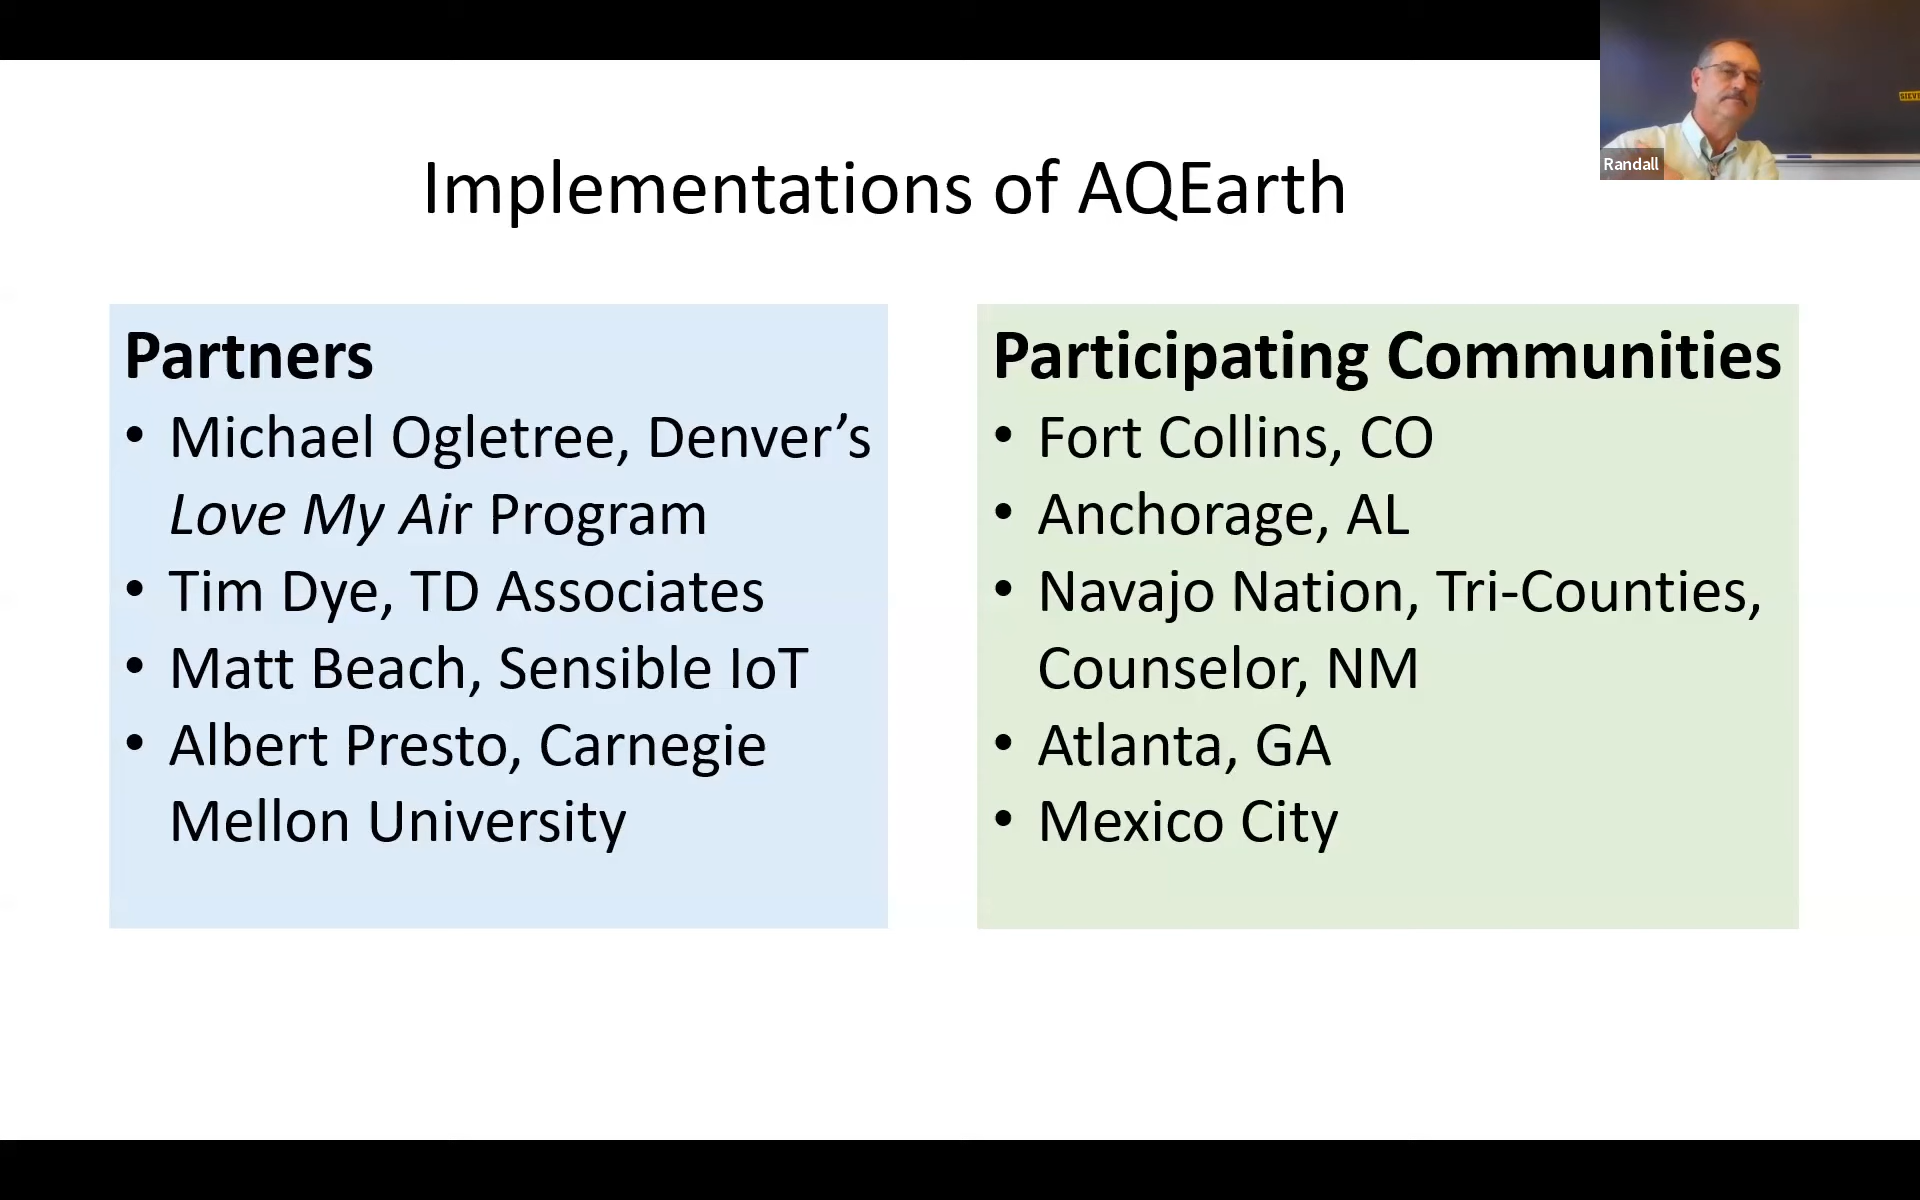 Implementations of AQEarth
Randall
Partners
• Michael Ogletree, Denver’s
Love My Air Program
• Tim Dye, TD Associates
• Matt Beach, Sensible IoT
• Albert Presto, Carnegie
Mellon University
Participating Communities
• Fort Collins, CO
• Anchorage, AL
• Navajo Nation, Tri-Counties,
Counselor, NM
• Atlanta, GA
• Mexico City